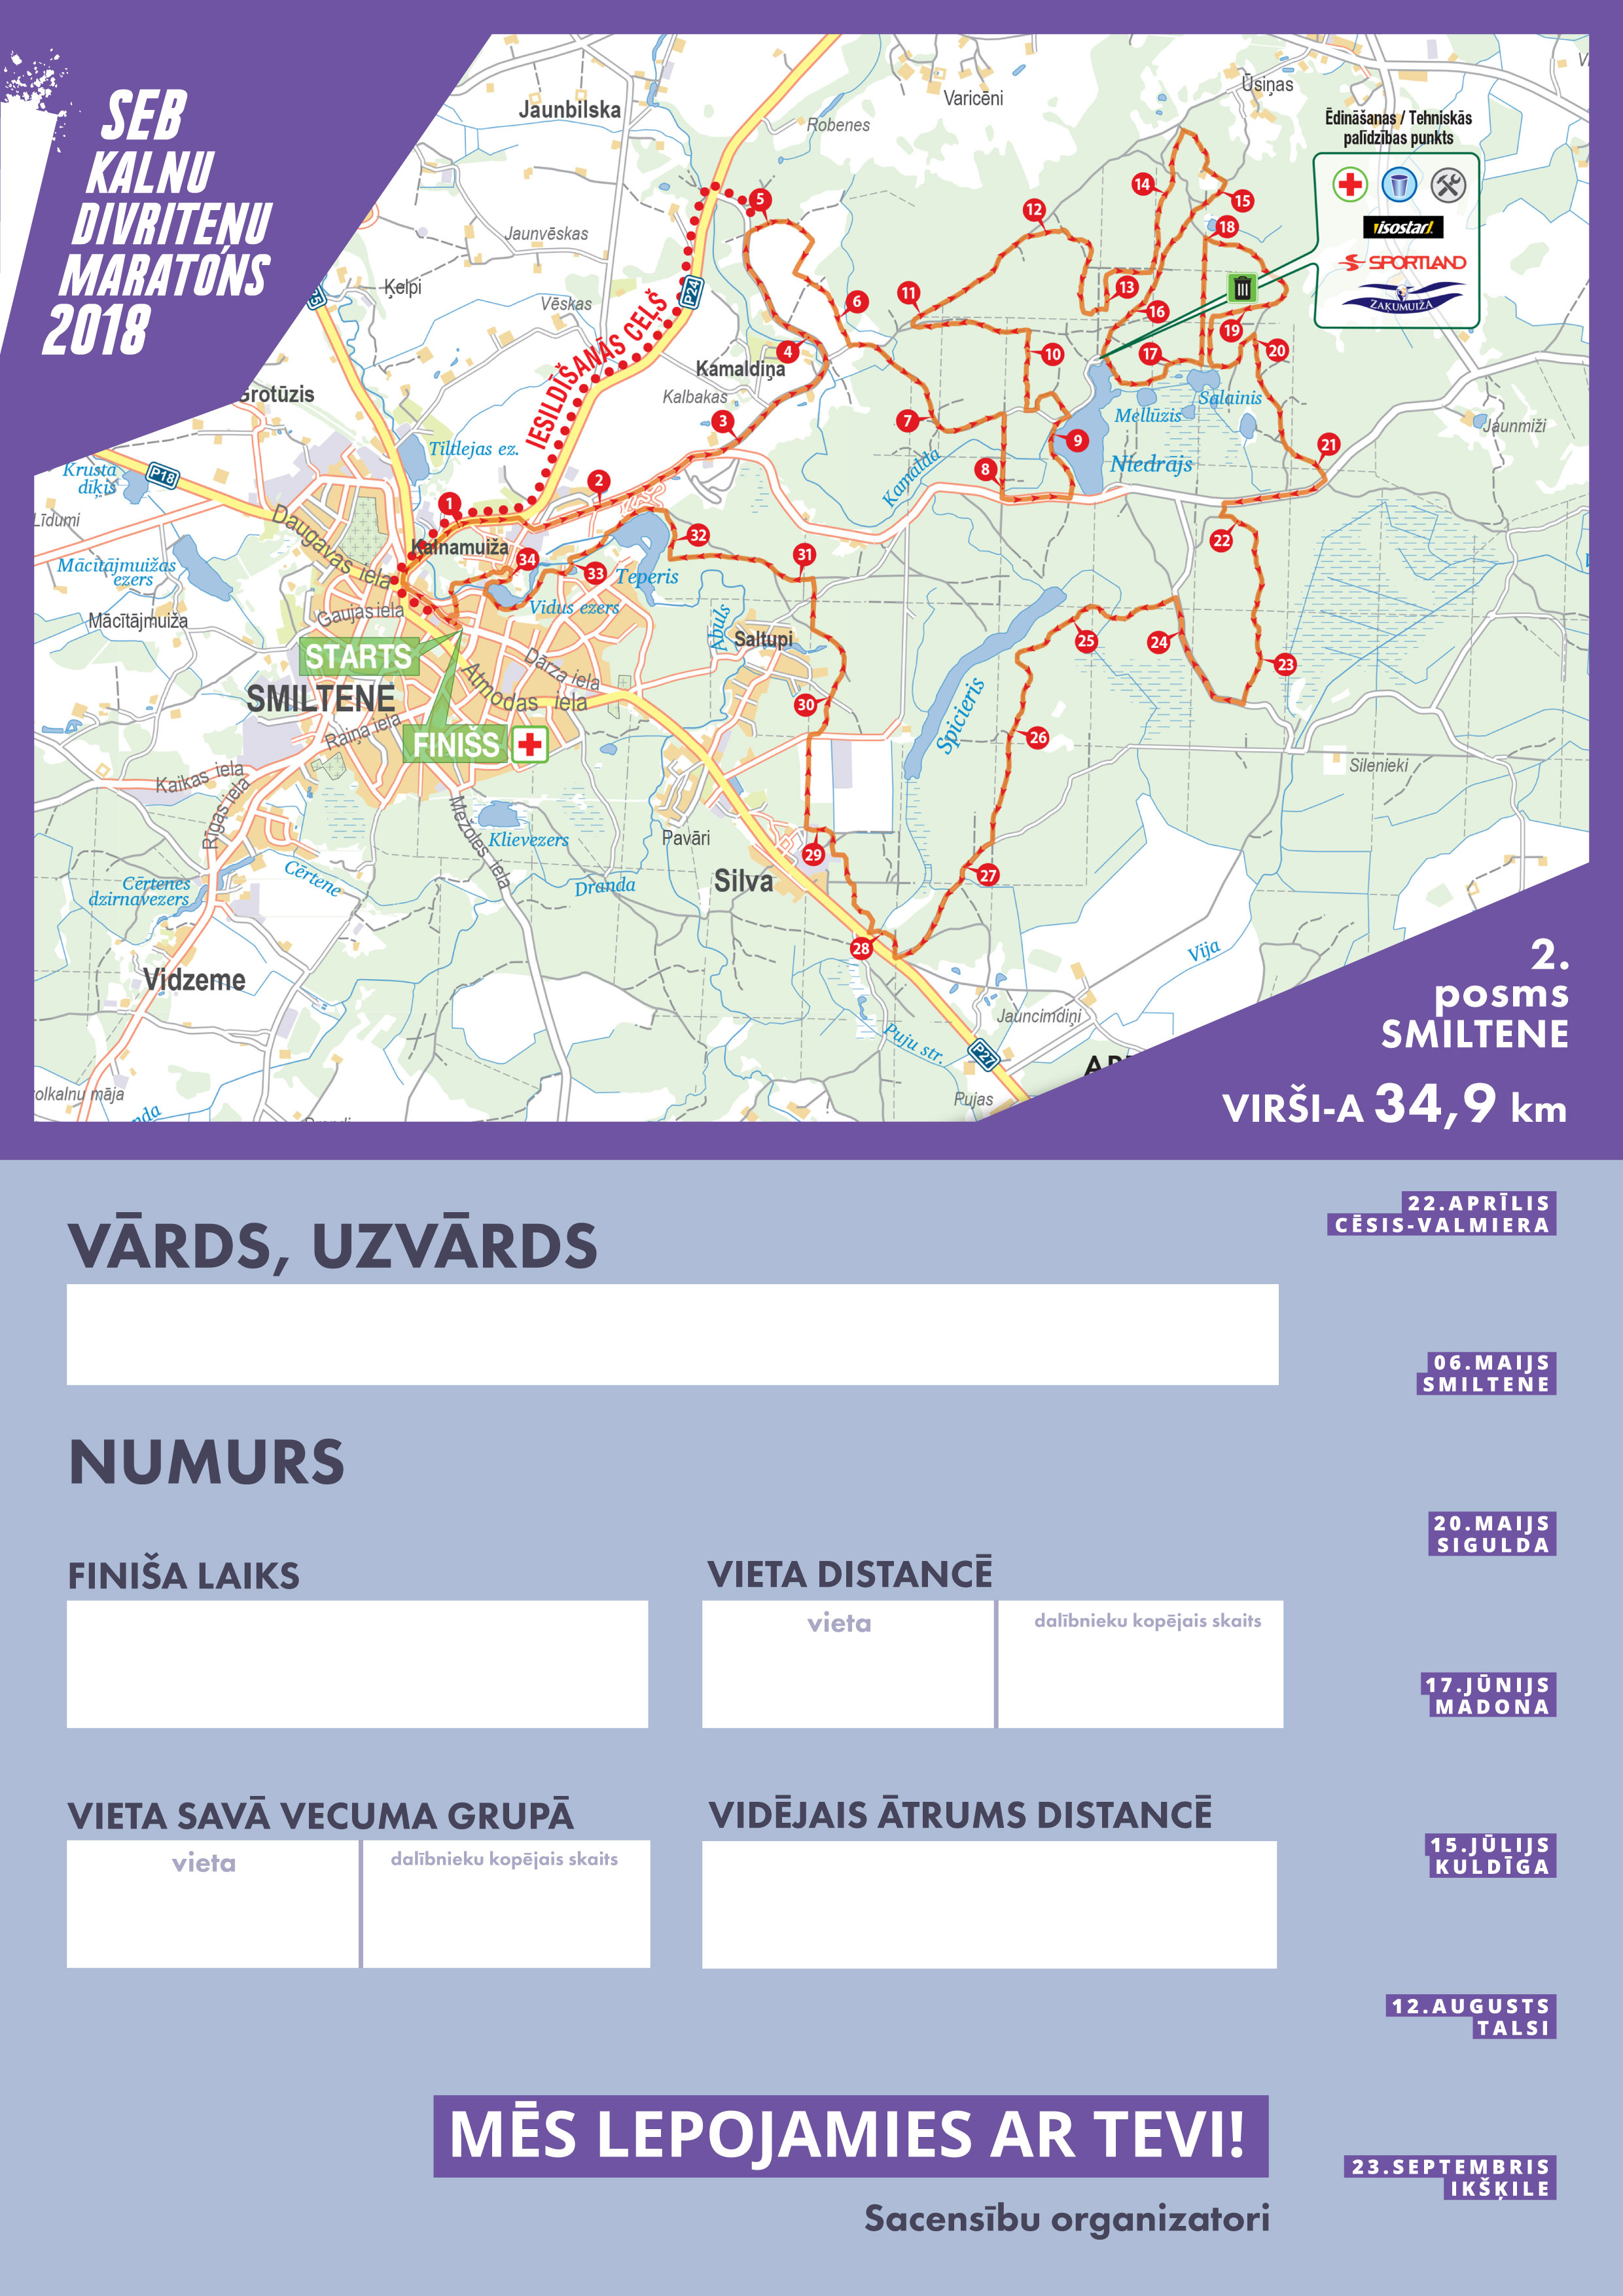 SEB
KALNU
DIVRITEŅU
MARATONS
2018
Jaunbilska
Varicēni
Ūsiņas
Robenes
Ēdināšanas / Tehniskās
palīdzības punkts
isostar
SPORTLAND
ZAĶUMUIŽA
Jaunvēskas
Ķelpi
Vēskas
P24
IESILDĪŠANĀS CEĻŠ
Kamaldiņa
Kalbakas
Tiltlejas ez.
Krusta
dīķis
P18
Līdumi
Daugavas iela
Kalnamuiža
Mācītājmuižas
ezers
Mācītājmuiža
Gaujas iela
STARTS
SMILTENE
Raiņa iela
FINIŠS
Atmodas iela
Dārza iela
Vidus ezers
Teperis
Abuls
Saltupi
Kamalda
Mellūzis
Salainis
Niedrājs
Jaunmiži
Spicieris
Silenieki
Kaikas iela
Rīgas iela
Mežoles iela
Klievezers
Pavāri
Silva
Cērtene
Cērtenes
dzirnavezers
Dranda
Vidzeme
Vija
Jauncimdiņi
Puju str.
P27
Pujas
1
2
3
4
5
6
7
8
9
10
11
12
13
14
15
16
17
18
19
20
21
22
23
24
25
26
27
28
29
30
31
32
33
34
2.
posms
SMILTENE
VIRŠI-A 34,9 km
VĀRDS, UZVĀRDS
NUMURS
FINIŠA LAIKS
VIETA DISTANCĒ
vieta
dalībnieku kopējais skaits
VIETA SAVĀ VECUMA GRUPĀ
VIDĒJAIS ĀTRUMS DISTANCĒ
vieta
dalībnieku kopējais skaits
MĒS LEPOJAMIES AR TEVI!
Sacensību organizatori
22.APRĪLIS
CĒSIS-VALMIERA
06.MAIJS
SMILTENE
20.MAIJS
SIGULDA
17.JŪNIJS
MADONA
15.JŪLIJS
KULDĪGA
12.AUGUSTS
TALSI
23.SEPTEMBRIS
IKŠĶILE